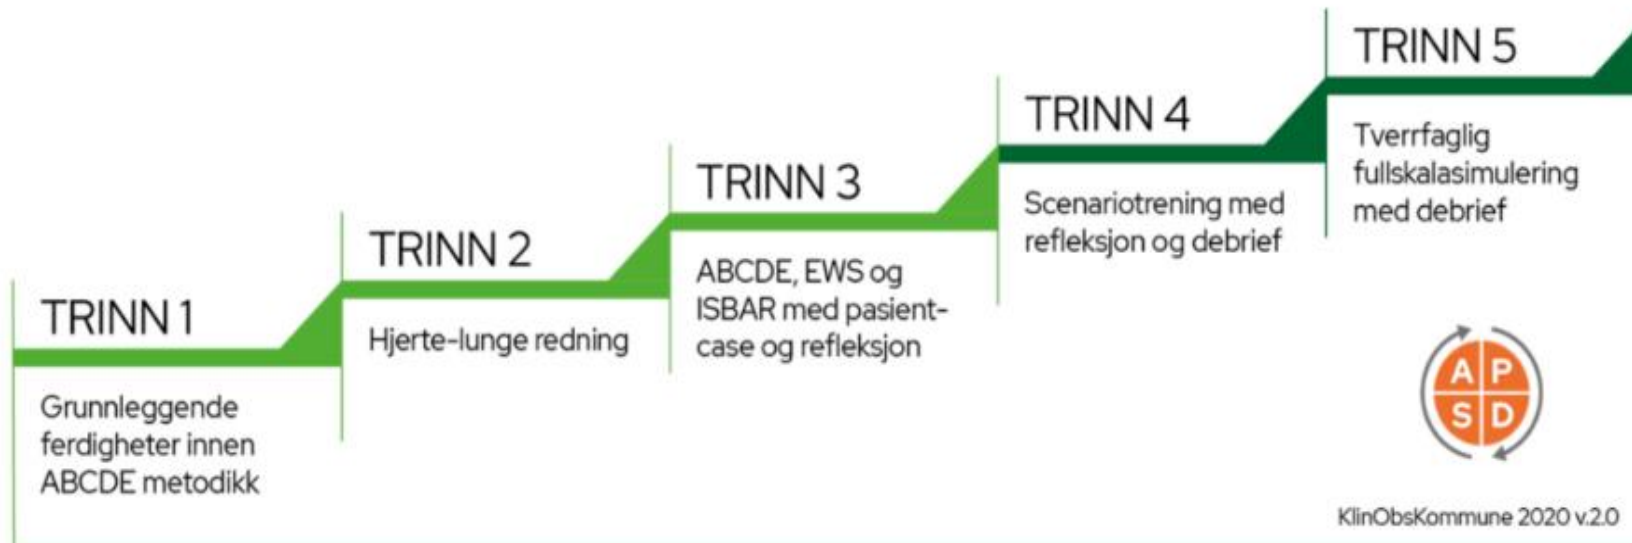 TRINN 1
Grunnleggende
ferdigheter innen
ABCDE metodikk
TRINN 2
Hjerte-lunge redning
TRINN 3
ABCDE, EWS og
ISBAR med pasient-
case og refleksjon
TRINN 4
Scenariotrening med
refleksjon og debrief
TRINN 5
Tverrfaglig
fullskalasimulering
med debrief
A P
S D
KlinObsKommune 2020 v.2.0